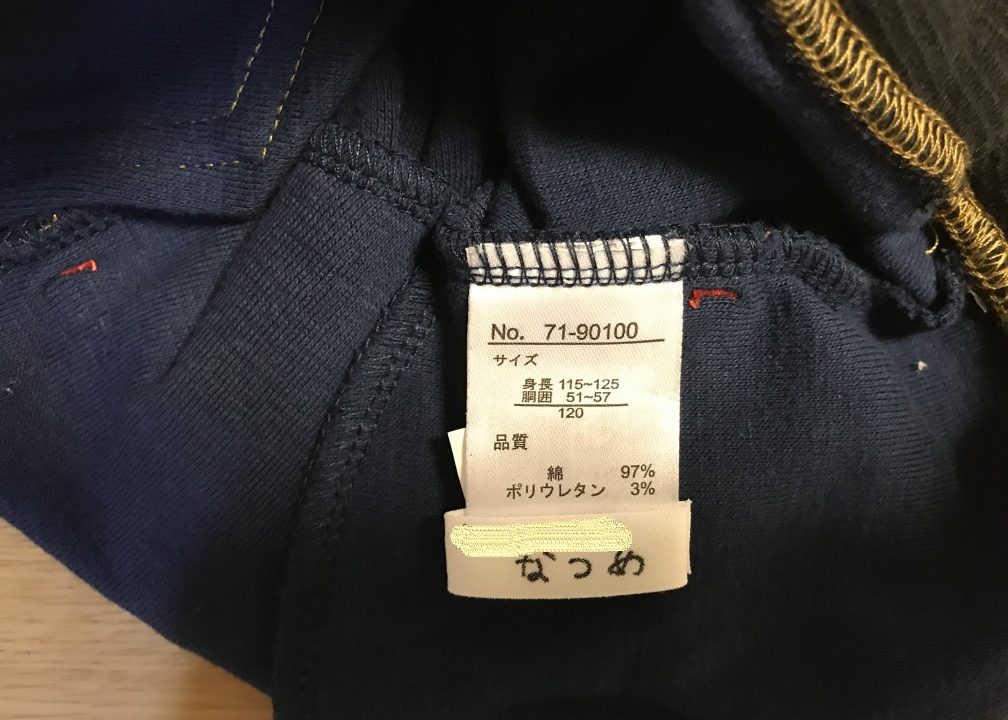 No. 71-90100
サイズ
身長 115~125
胴囲 51~57
120
品質
綿 97%
ポリウレタン 3%
なつめ